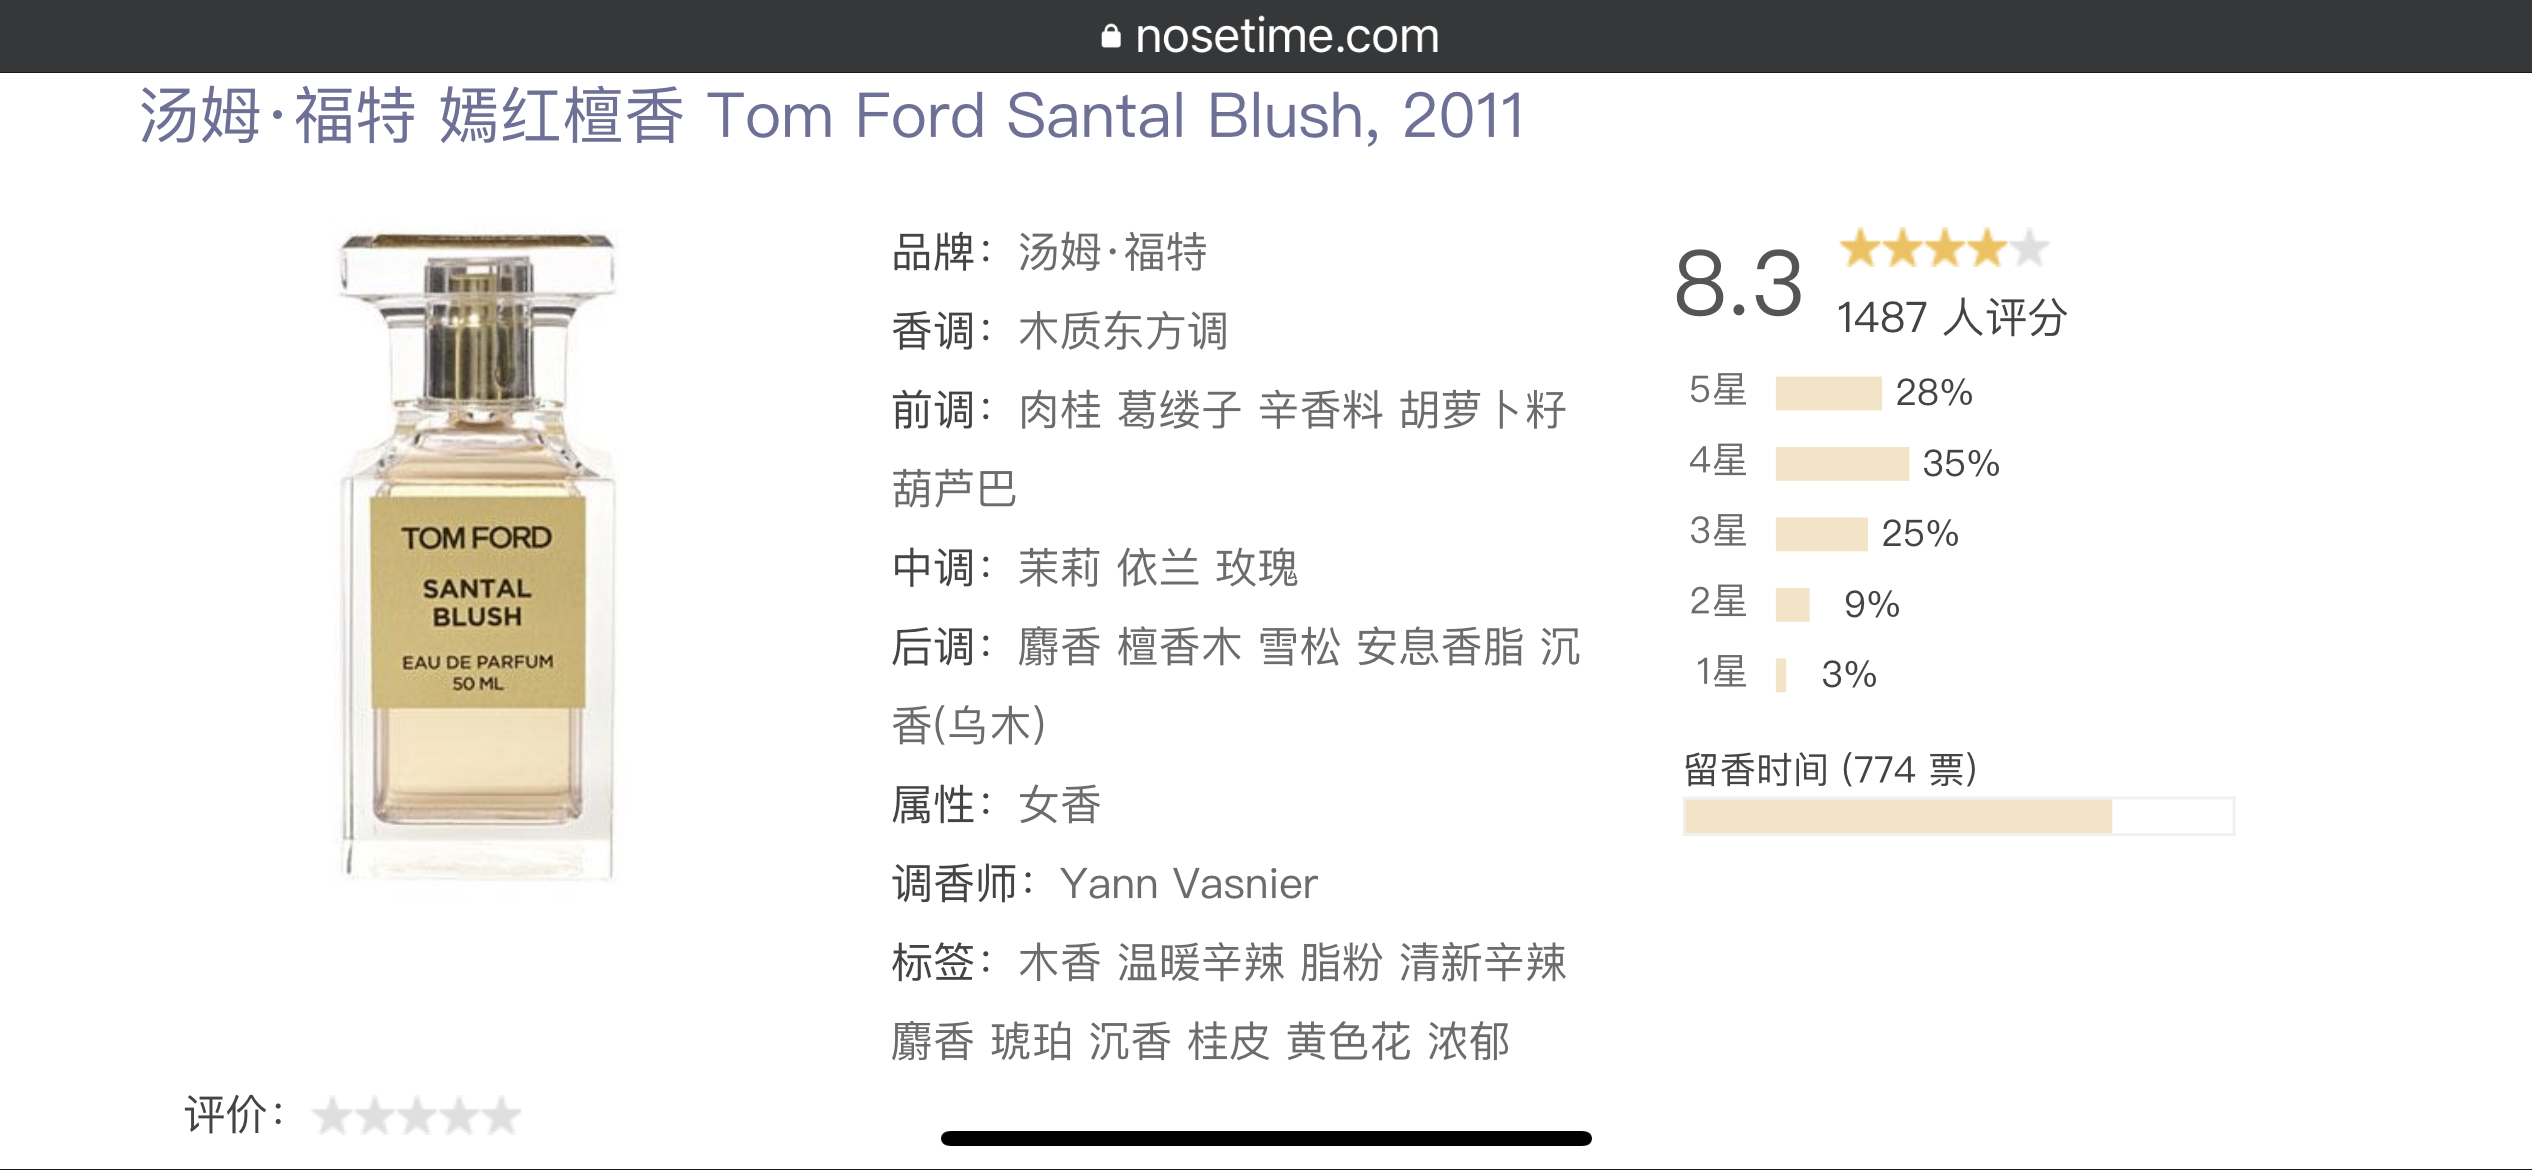 nosetime.com
汤姆·福特 嫣红檀香 Tom Ford Santal Blush, 2011
TOM FORD
SANTAL
BLUSH
EAU DE PARFUM
50 ML
品牌：汤姆·福特
香调：木质东方调
前调：肉桂 葛缕子 辛香料 胡萝卜籽
葫芦巴
中调：茉莉 依兰 玫瑰
后调：麝香 檀香木 雪松 安息香脂 沉
香(乌木)
属性：女香
调香师：Yann Vasnier
标签：木香 温暖辛辣 脂粉 清新辛辣
麝香 琥珀 沉香 桂皮 黄色花 浓郁
8.3
1487 人评分
5星 28%
4星 35%
3星 25%
2星 9%
1星 3%
留香时间 (774 票)
评价：